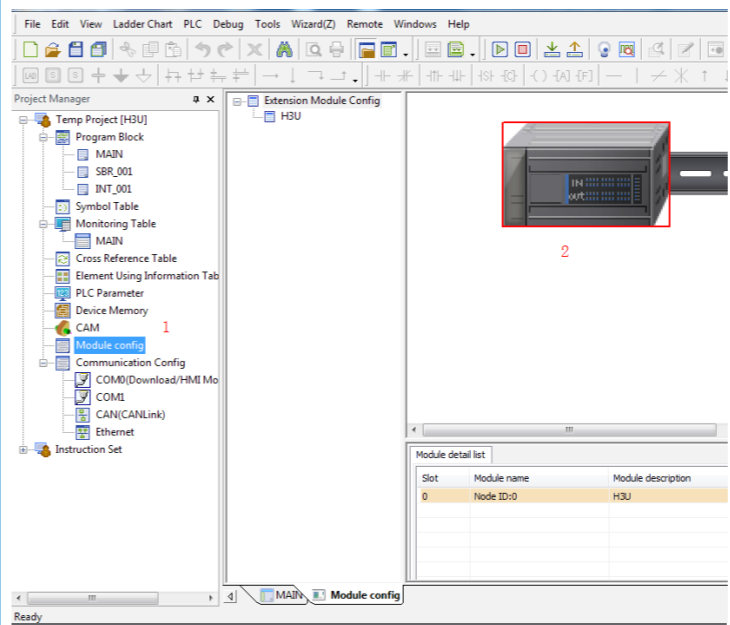 File Edit View Ladder Chart PLC Debug Tools Wizard(Z) Remote Windows Help
Project Manager
Temp Project [H3U]
Program Block
MAIN
SBR_001
INT_001
Symbol Table
Monitoring Table
MAIN
Cross Reference Table
Element Using Information Tab
PLC Parameter
Device Memory
CAM
1
Module config
Communication Config
COM0(Download/HMI Mo
COM1
CAN(CANLink)
Ethernet
Instruction Set
Extension Module Config
H3U
IN
out
2
Module detail list
Slot Module name Module description
0 Node ID:0 H3U
MAIN Module config
Ready